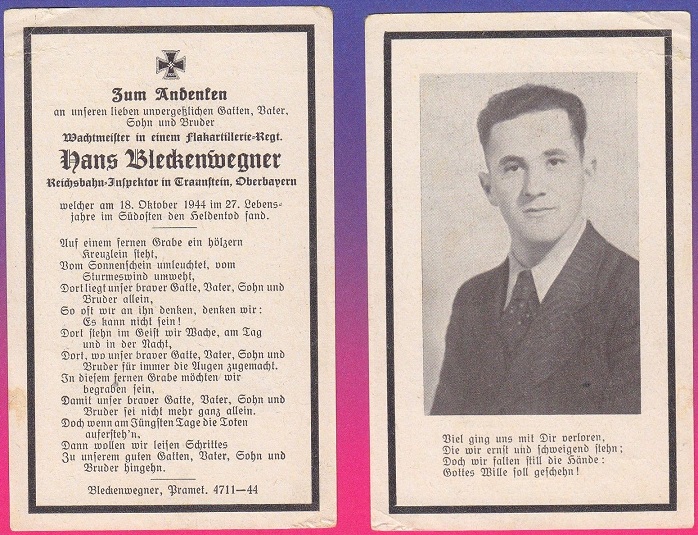 Zum Andenken
an unseren lieben unvergeßlichen Gatten, Vater,
Sohn und Bruder
Wachtmeister in einem Flakartillerie-Regt.
Hans Bleckenwegner
Reichsbahn-Inspektor in Traunstein, Oberbayern
welcher am 18. Oktober 1944 im 27. Lebens-
jahre im Südosten den Heldentod fand.
Auf einem fernen Grabe ein hölzern
Kreuzlein steht,
Vom Sonnenschein umleuchtet, vom
Sturmeswind umweht,
Dort liegt unser braver Gatte, Vater, Sohn und
Bruder allein,
So oft wir an ihn denken, denken wir:
Es kann nicht sein!
Dort stehn im Geist wir Wache, am Tag
und in der Nacht,
Dort, wo unser braver Gatte, Vater, Sohn und
Bruder für immer die Augen zugemacht.
In diesem fernen Grabe möchten wir
begraben sein,
Damit unser braver Gatte, Vater, Sohn und
Bruder sei nicht mehr ganz allein.
Doch wenn am Jüngsten Tage die Toten
aufersteh'n,
Dann wollen wir leisen Schrittes
Zu unserem guten Gatten, Vater, Sohn und
Bruder hingehn.
Bleckenwegner, Pramet. 4711—44
Viel ging uns mit Dir verloren,
Die wir ernst und schweigend stehn;
Doch wir falten still die Hände:
Gottes Wille soll geschehn!